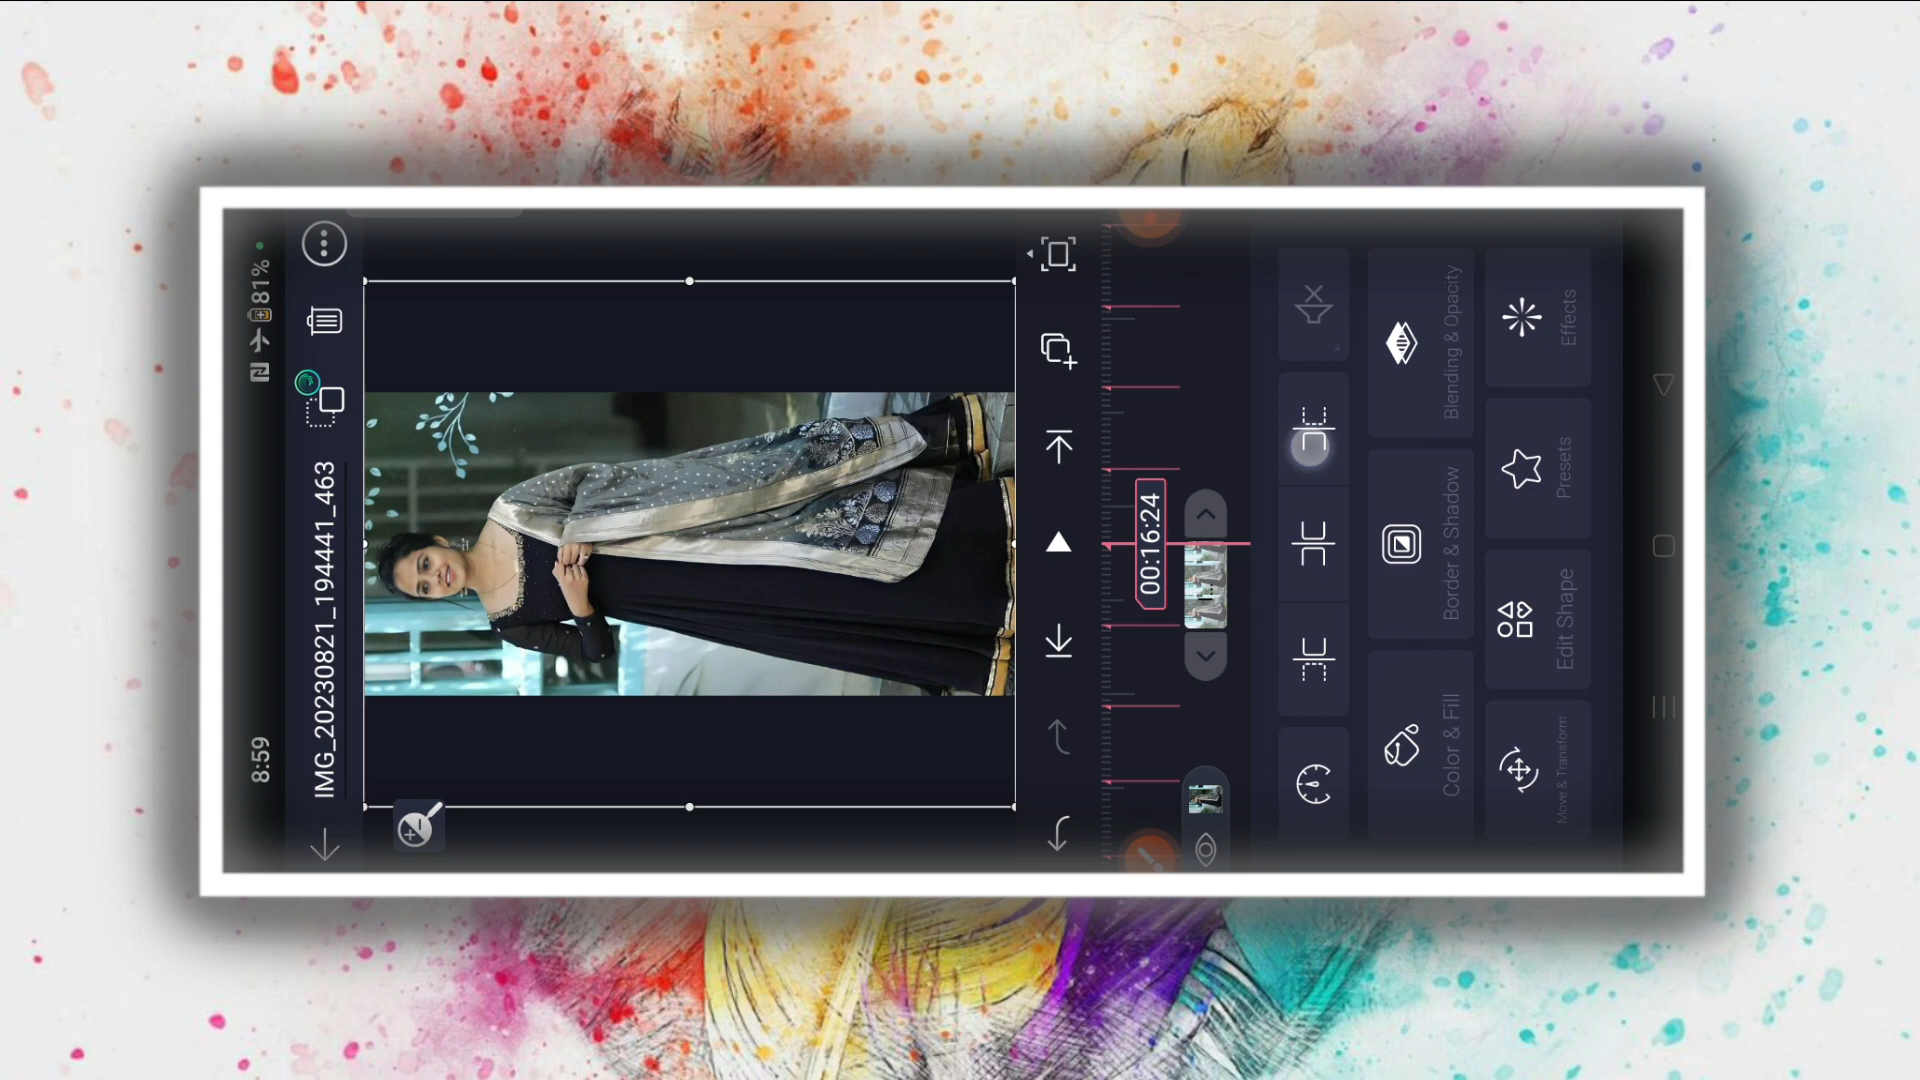 8:59
81%
IMG_20230821_194441_463
00:16:24
Color & Fill
Border & Shadow
Blending & Opacity
Move & Transform
Edit Shape
Presets
Effects